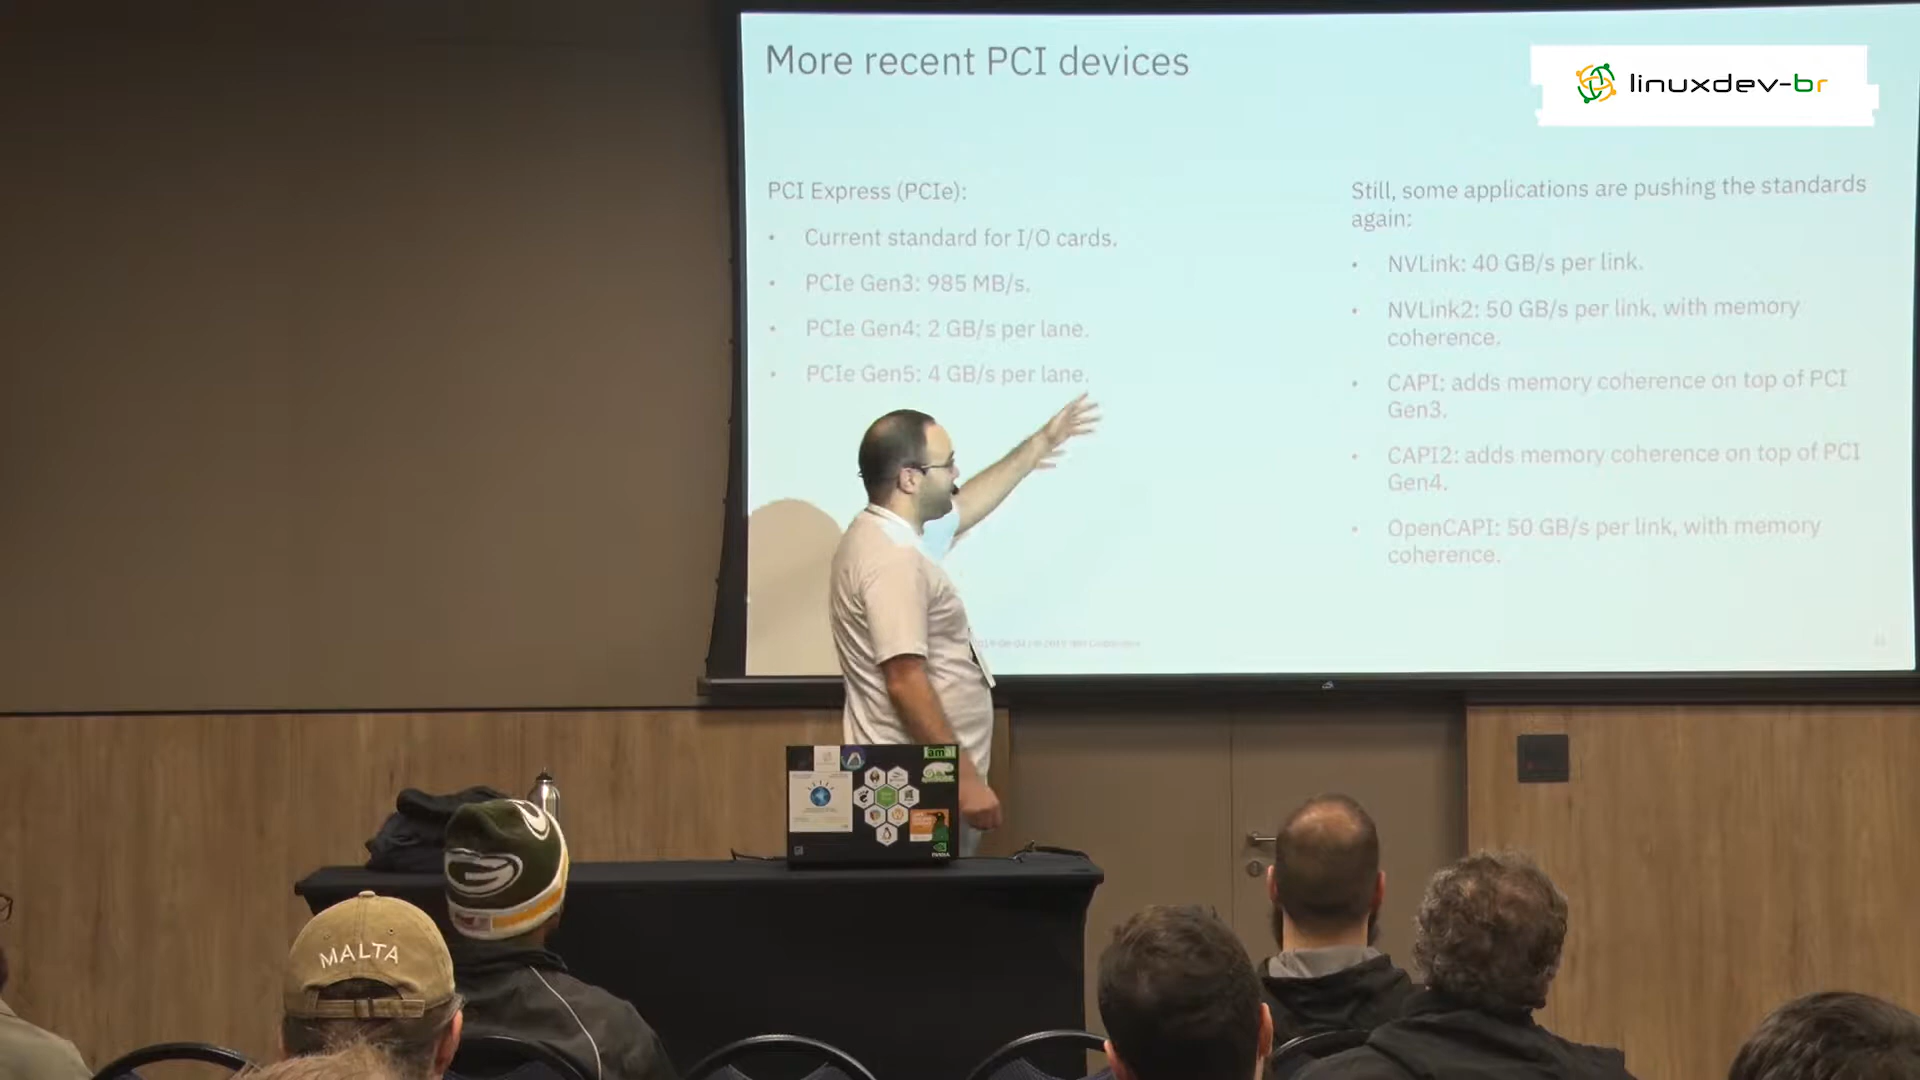 More recent PCI devices
linuxdev-br
PCI Express (PCIe):
• Current standard for I/O cards.
• PCIe Gen3: 985 MB/s.
• PCIe Gen4: 2 GB/s per lane.
• PCIe Gen5: 4 GB/s per lane.
Still, some applications are pushing the standards
again:
• NVLink: 40 GB/s per link.
• NVLink2: 50 GB/s per link, with memory
coherence.
• CAPI: adds memory coherence on top of PCI
Gen3.
• CAPI2: adds memory coherence on top of PCI
Gen4.
• OpenCAPI: 50 GB/s per link, with memory
coherence.
NVIDIA
G
MALTA